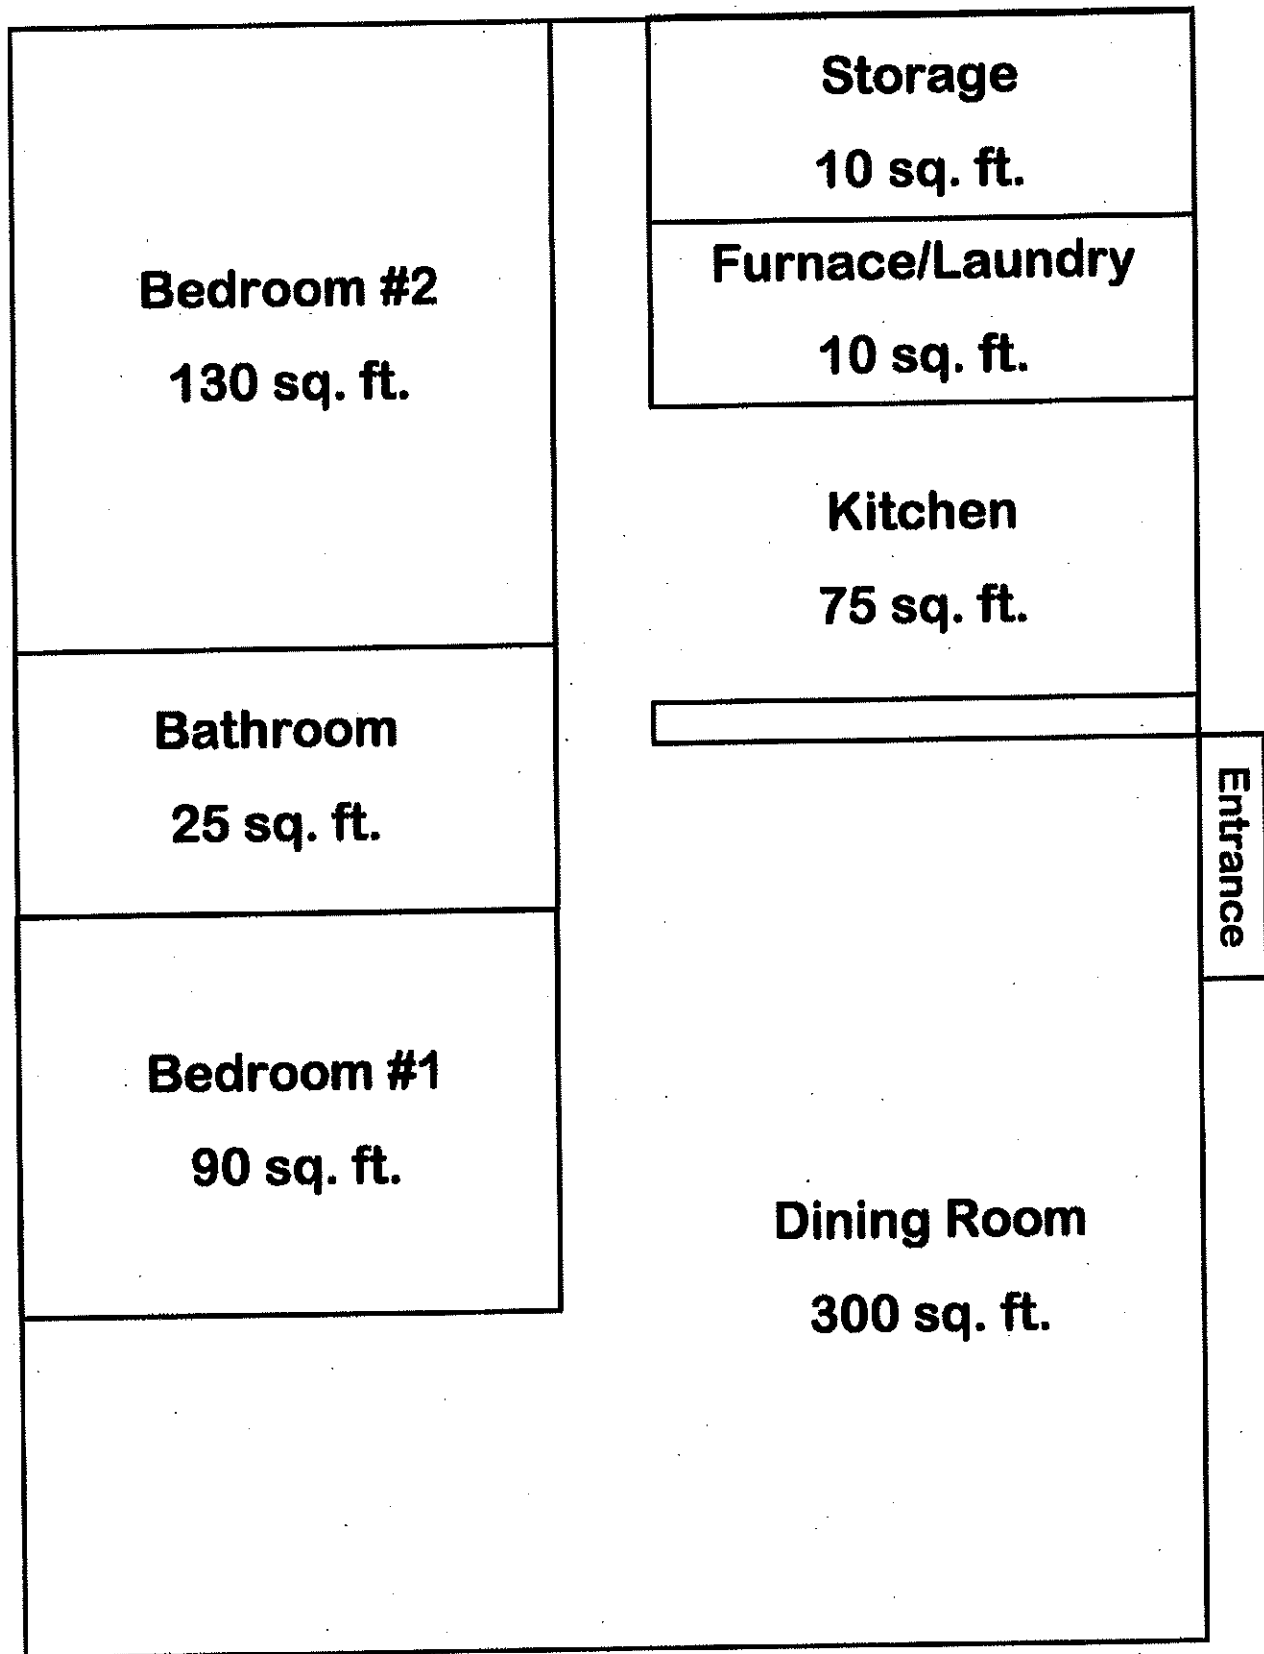 Storage
10 sq. ft.
Furnace/Laundry
10 sq. ft.
Bedroom #2
130 sq. ft.
Kitchen
75 sq. ft.
Bathroom
25 sq. ft.
Entrance
Bedroom #1
90 sq. ft.
Dining Room
300 sq. ft.